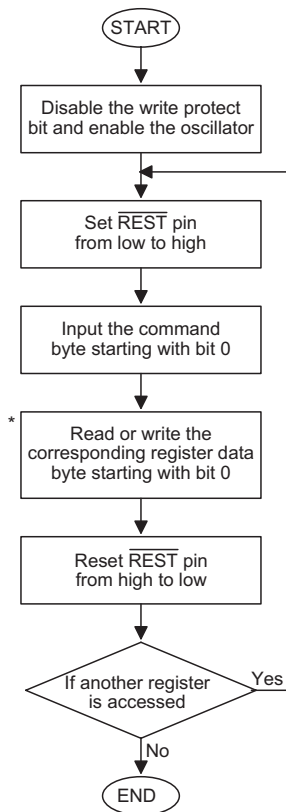 START
Disable the write protect
bit and enable the oscillator
Set R̅E̅S̅T̅ pin
from low to high
Input the command
byte starting with bit 0
*
Read or write the
corresponding register data
byte starting with bit 0
Reset R̅E̅S̅T̅ pin
from high to low
If another register
is accessed
Yes
No
END